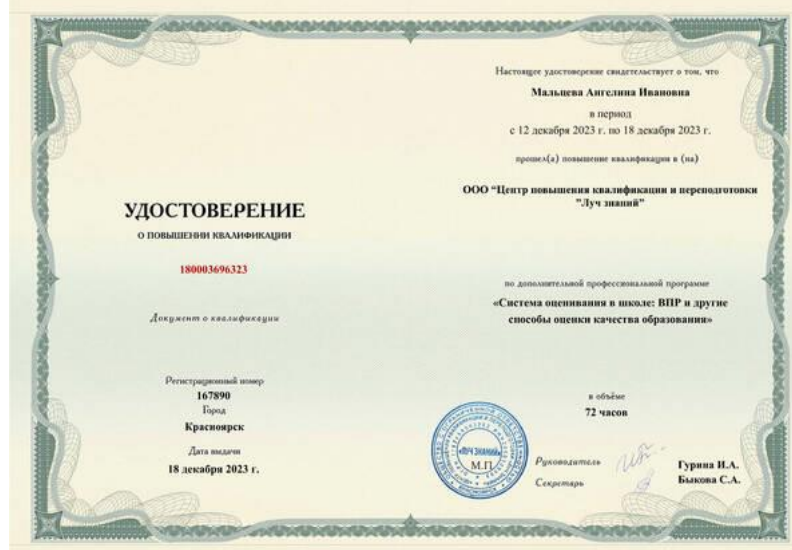 УДОСТОВЕРЕНИЕ
О ПОВЫШЕНИИ КВАЛИФИКАЦИИ
180003696323
Документ о квалификации
Регистрационный номер
167890
Город
Красноярск
Дата выдачи
18 декабря 2023 г.
Настоящее удостоверение свидетельствует о том, что
Мальцева Ангелина Ивановна
в период
с 12 декабря 2023 г. по 18 декабря 2023 г.
прошел(а) повышение квалификации в (на)
ООО “Центр повышения квалификации и переподготовки
"Луч знаний"
по дополнительной профессиональной программе
«Система оценивания в школе: ВПР и другие
способы оценки качества образования»
в объёме
72 часов
«ЛУЧ ЗНАНИЙ»
М.П.
Руководитель
Гурина И.А.
Секретарь
Быкова С.А.